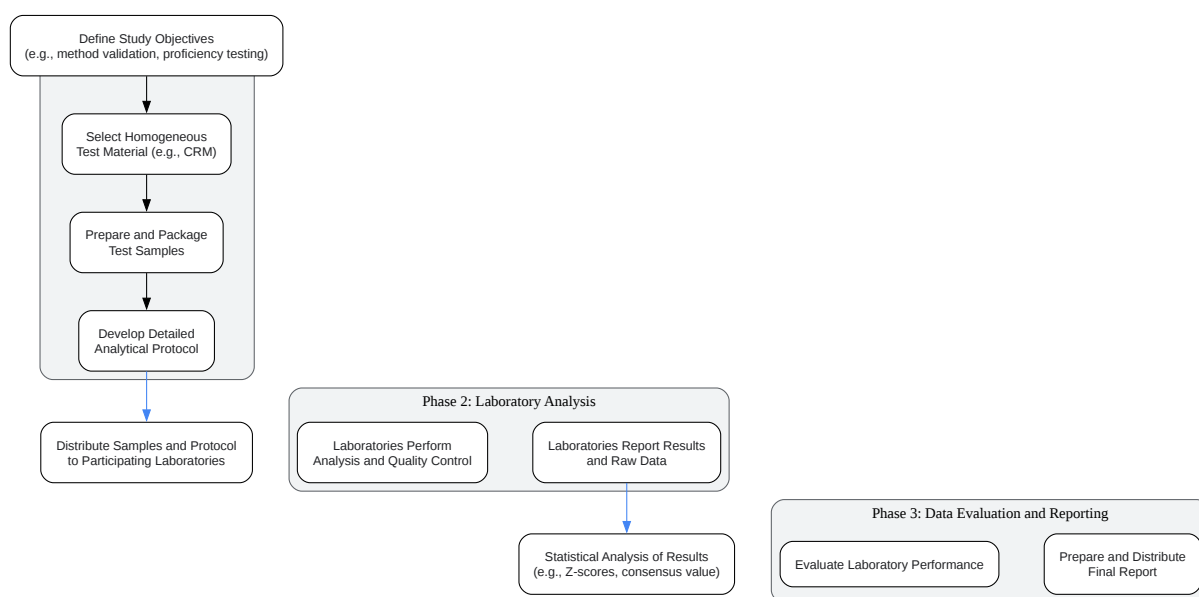 Define Study Objectives
(e.g., method validation, proficiency testing)
Select Homogeneous
Test Material (e.g., CRM)
Prepare and Package
Test Samples
Develop Detailed
Analytical Protocol
Distribute Samples and Protocol
to Participating Laboratories
Phase 2: Laboratory Analysis
Laboratories Perform
Analysis and Quality Control
Laboratories Report Results
and Raw Data
Statistical Analysis of Results
(e.g., Z-scores, consensus value)
Phase 3: Data Evaluation and Reporting
Evaluate Laboratory Performance
Prepare and Distribute
Final Report